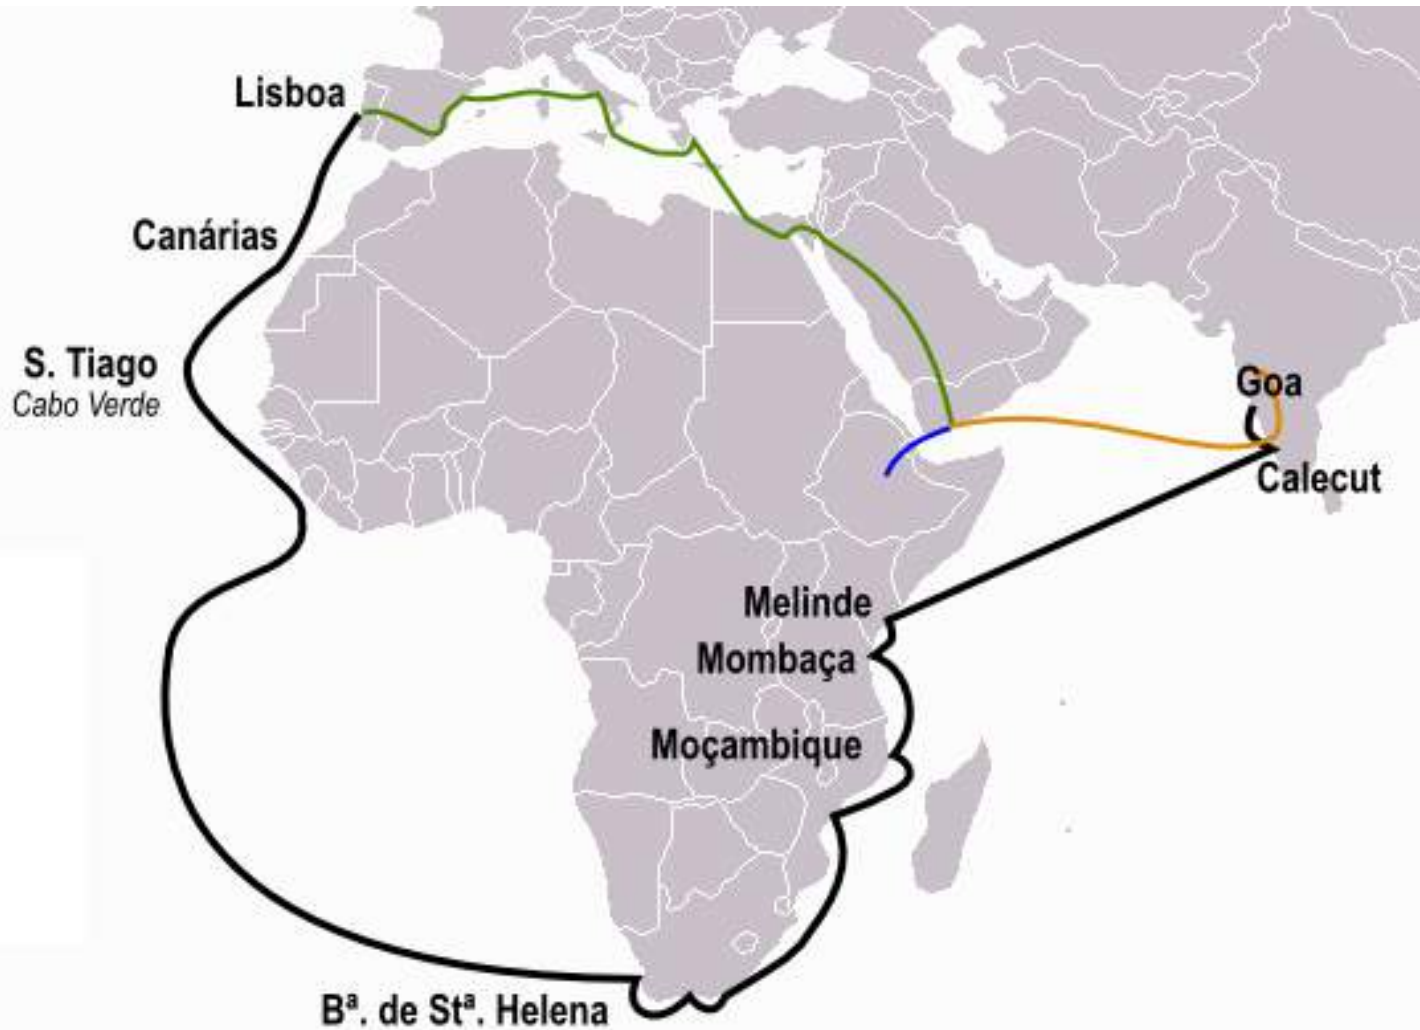 Lisboa
Canárias
S. Tiago
Cabo Verde
Goa
Calecut
Melinde
Mombaça
Moçambique
Bª. de Stª. Helena